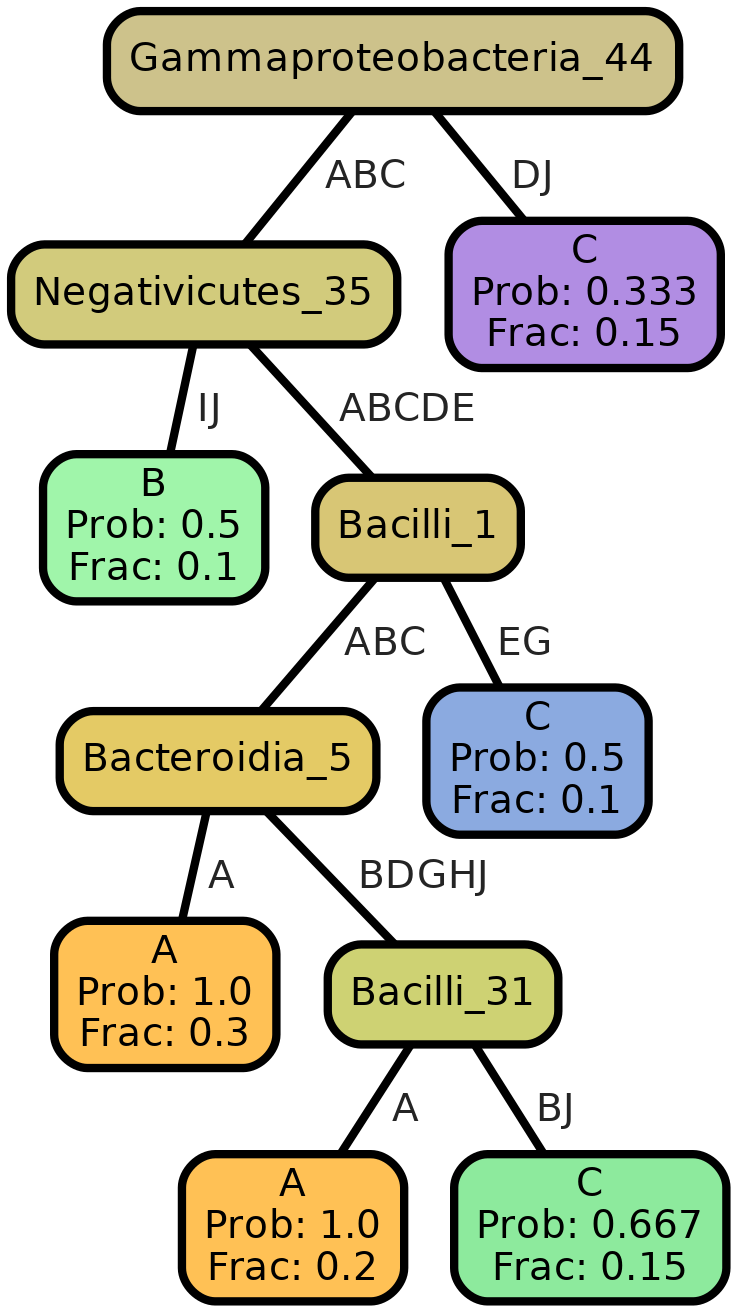 Gammaproteobacteria_44
ABC
DJ
Negativicutes_35
C
Prob: 0.333
Frac: 0.15
IJ
ABCDE
B
Prob: 0.5
Frac: 0.1
Bacilli_1
ABC
EG
Bacteroidia_5
C
Prob: 0.5
Frac: 0.1
A
BDGHJ
A
Prob: 1.0
Frac: 0.3
Bacilli_31
A
BJ
A
Prob: 1.0
Frac: 0.2
C
Prob: 0.667
Frac: 0.15